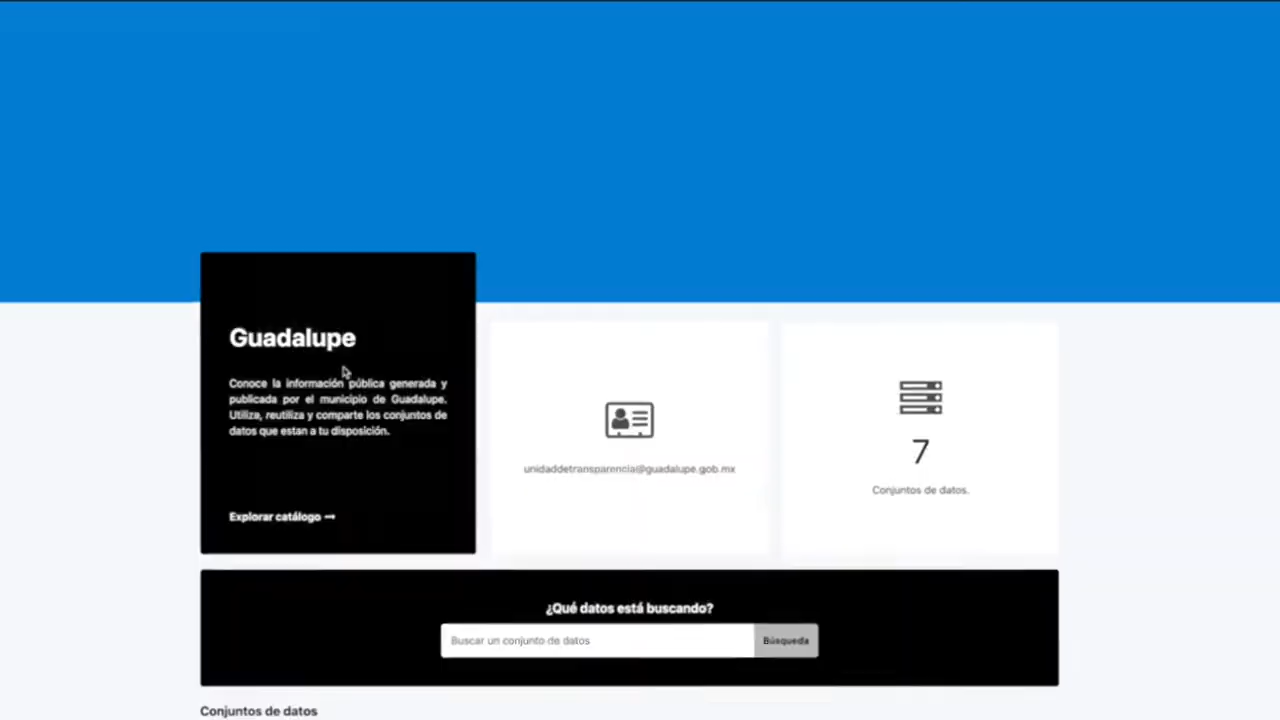 Guadalupe
Conoce la información pública generada y
publicada por el municipio de Guadalupe.
Utiliza, reutiliza y comparte los conjuntos de
datos que estan a tu disposición.
Explorar catálogo →
unidaddetransparencia@guadalupe.gob.mx
7
Conjuntos de datos.
¿Qué datos está buscando?
Buscar un conjunto de datos
Búsqueda
Conjuntos de datos